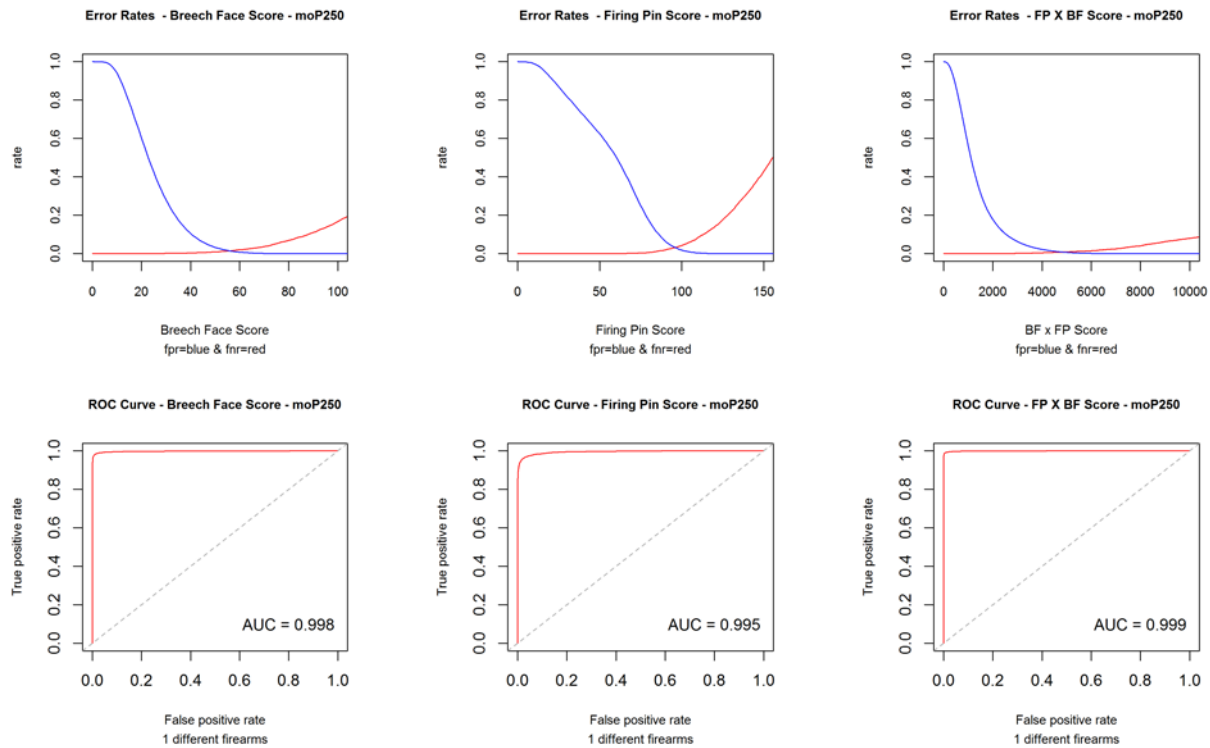 Error Rates - Breech Face Score - moP250
rate
0.0 0.2 0.4 0.6 0.8 1.0
0 20 40 60 80 100
Breech Face Score
fpr=blue & fnr=red
Error Rates - Firing Pin Score - moP250
rate
0.0 0.2 0.4 0.6 0.8 1.0
0 50 100 150
Firing Pin Score
fpr=blue & fnr=red
Error Rates - FP X BF Score - moP250
rate
0.0 0.2 0.4 0.6 0.8 1.0
0 2000 4000 6000 8000 10000
BF x FP Score
fpr=blue & fnr=red
ROC Curve - Breech Face Score - moP250
True positive rate
0.0 0.2 0.4 0.6 0.8 1.0
AUC = 0.998
0.0 0.2 0.4 0.6 0.8 1.0
False positive rate
1 different firearms
ROC Curve - Firing Pin Score - moP250
True positive rate
0.0 0.2 0.4 0.6 0.8 1.0
AUC = 0.995
0.0 0.2 0.4 0.6 0.8 1.0
False positive rate
1 different firearms
ROC Curve - FP X BF Score - moP250
True positive rate
0.0 0.2 0.4 0.6 0.8 1.0
AUC = 0.999
0.0 0.2 0.4 0.6 0.8 1.0
False positive rate
1 different firearms